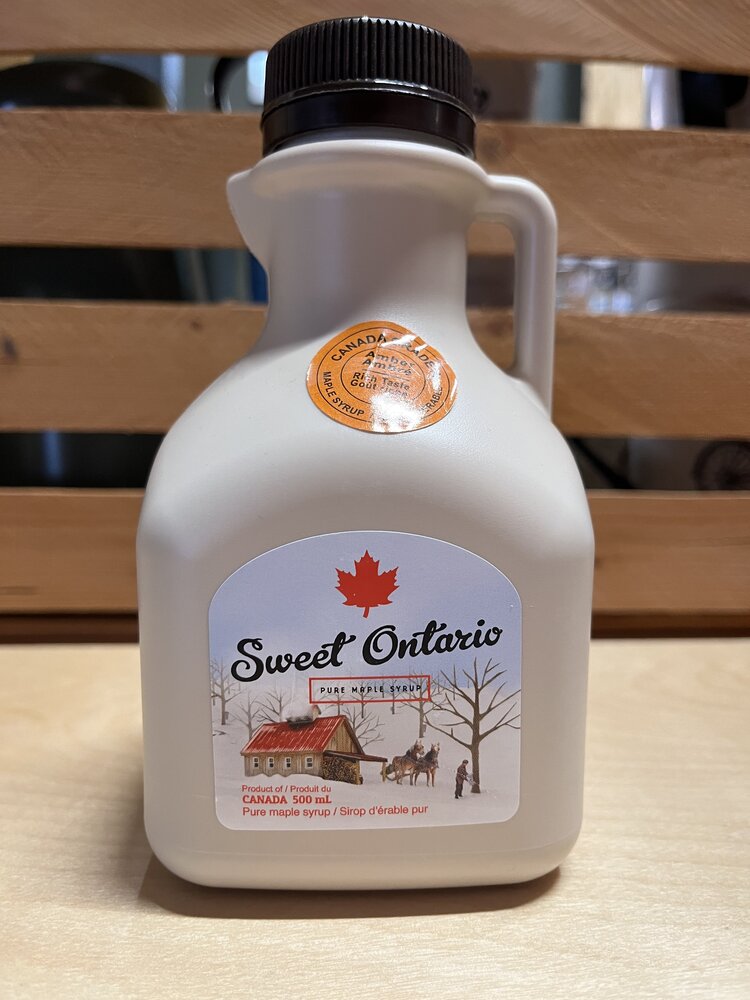 CANADA
Amber
Ambré
Rich Taste
Goût
MAPLE SYRUP
Sweet Ontario
PURE MAPLE SYRUP
Product of / Produit du
CANADA 500 mL
Pure maple syrup / Sirop d'érable pur